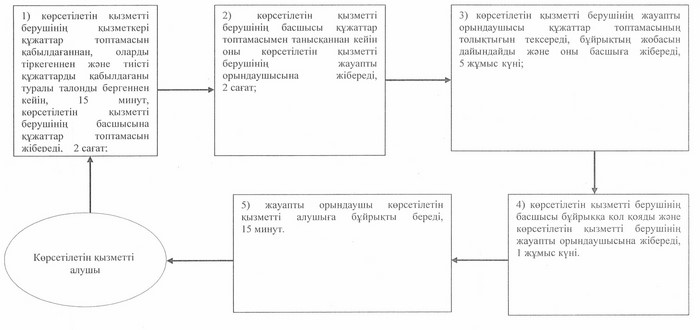 1) көрсетілетін қызметті
берушінің қызметкері
құжаттар топтамасын
қабылдағаннан, оларды
тіркегеннен және тиісті
құжаттарды қабылдағаны
туралы талонды бергеннен
кейін, 15 минут,
көрсетілетін қызметті
берушінің басшысына
құжаттар топтамасын
жібереді, 2 сағат;
2) көрсетілетін қызметті
берушінің басшысы құжаттар
топтамасымен танысқаннан кейін
оны көрсетілетін қызметті
берушінің жауапты
орындаушысына жібереді,
2 сағат;
3) көрсетілетін қызметті берушінің жауапты
орындаушысы құжаттар топтамасының
толықтығын тексереді, бұйрықтың жобасын
дайындайды және оны басшыға жібереді,
5 жұмыс күні;
4) көрсетілетін қызметті берушінің
басшысы бұйрыққа қол қояды және
көрсетілетін қызметті берушінің
жауапты орындаушысына жібереді,
1 жұмыс күні.
5) жауапты орындаушы көрсетілетін
қызметті алушыға бұйрықты береді,
15 минут.
Көрсетілетін қызметті
алушы